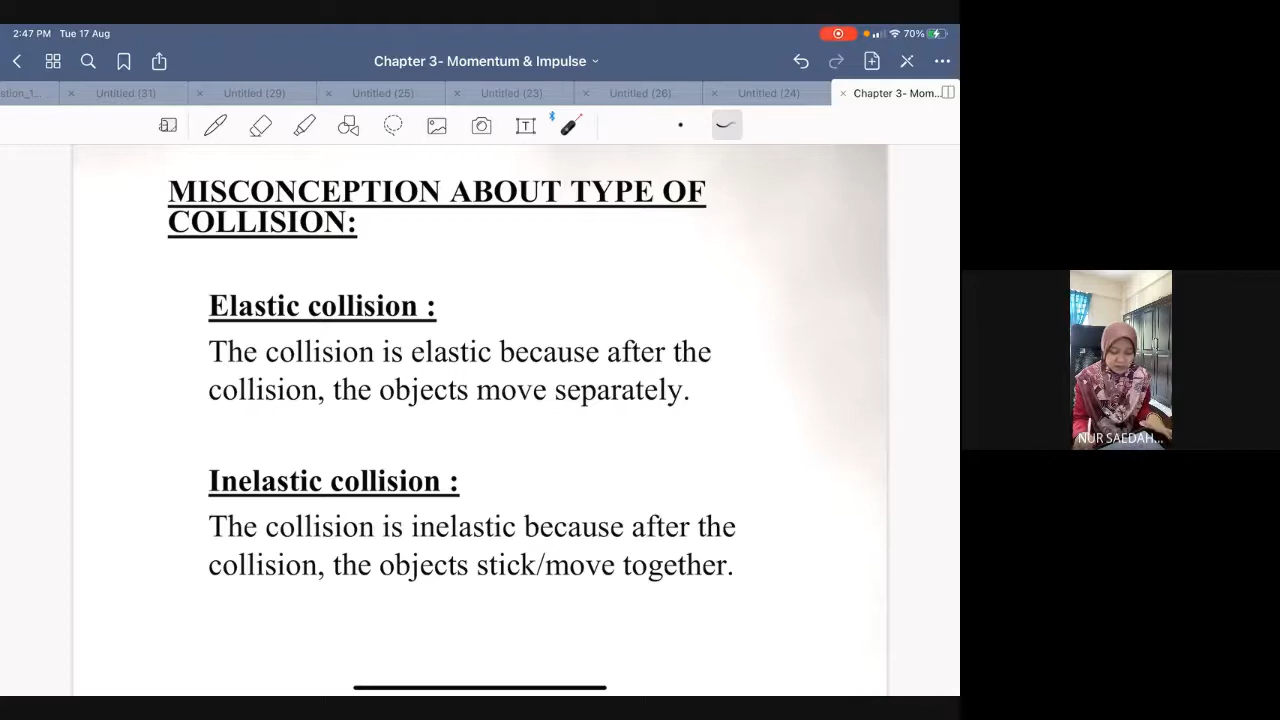 2:47 PM Tue 17 Aug
70%
Chapter 3- Momentum & Impulse
stion_1...
Untitled (31)
Untitled (29)
Untitled (25)
Untitled (23)
Untitled (26)
Untitled (24)
Chapter 3- Mom...
T
MISCONCEPTION ABOUT TYPE OF
COLLISION:
Elastic collision :
The collision is elastic because after the
collision, the objects move separately.
Inelastic collision :
The collision is inelastic because after the
collision, the objects stick/move together.
NUR SAEDAH...